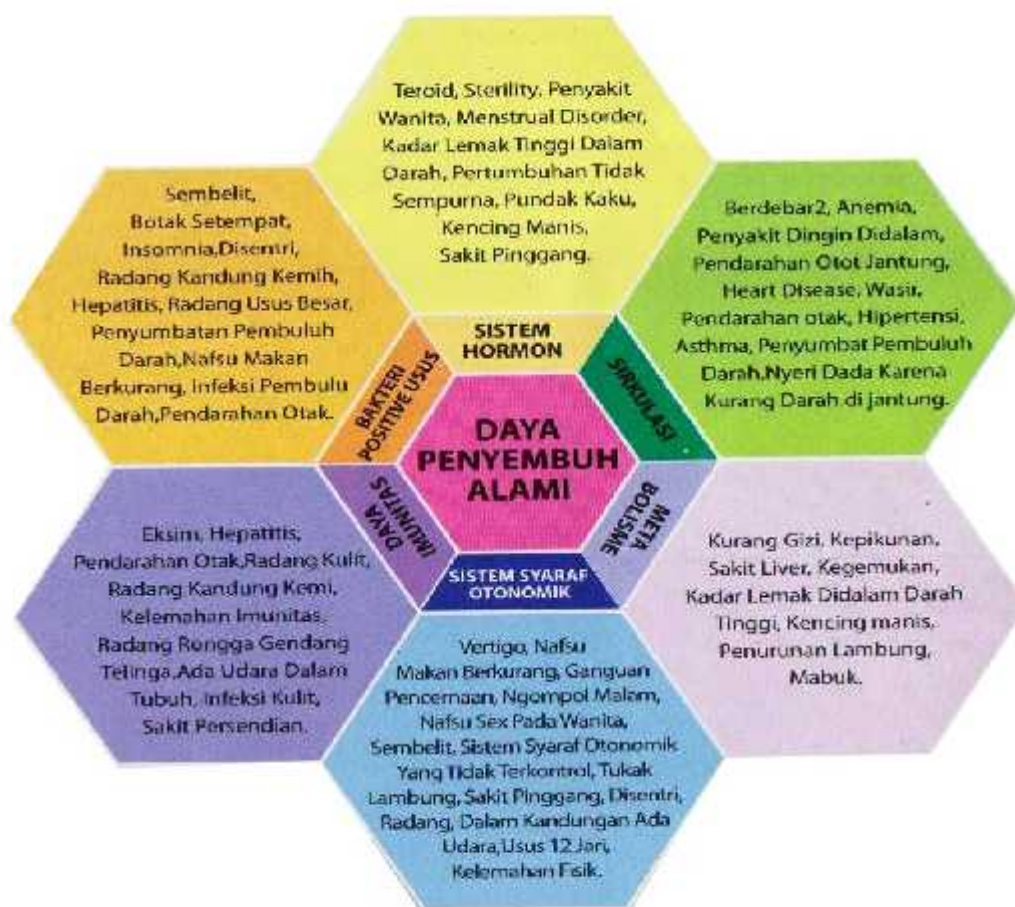 Teroid, Sterility, Penyakit
Wanita, Menstrual Disorder,
Kadar Lemak Tinggi Dalam
Darah, Pertumbuhan Tidak
Sempurna, Pundak Kaku,
Kencing Manis,
Sakit Pinggang.
SISTEM
HORMON
Sembelit,
Botak Setempat,
Insomnia,Disentri,
Radang Kandung Kemih,
Hepatitis, Radang Usus Besar,
Penyumbatan Pembuluh
Darah,Nafsu Makan
Berkurang, Infeksi Pembulu
Darah,Pendarahan Otak.
BAKTERI
POSITIVE USUS
Berdebar2, Anemia,
Penyakit Dingin Didalam,
Pendarahan Otot Jantung,
Heart Disease, Wasir,
Pendarahan otak, Hipertensi,
Asthma, Penyumbat Pembuluh
Darah,Nyeri Dada Karena
Kurang Darah di jantung.
SIRKULASI
DAYA
PENYEMBUH
ALAMI
DAYA
IMUNITAS
Eksim, Hepatitis,
Pendarahan Otak,Radang Kulit,
Radang Kandung Kemi,
Kelemahan Imunitas,
Radang Rongga Gendang
Telinga,Ada Udara Dalam
Tubuh, Infeksi Kulit,
Sakit Persendian.
META
BOLISME
Kurang Gizi, Kepikunan,
Sakit Liver, Kegemukan,
Kadar Lemak Didalam Darah
Tinggi, Kencing manis,
Penurunan Lambung,
Mabuk.
SISTEM SYARAF
OTONOMIK
Vertigo, Nafsu
Makan Berkurang, Ganguan
Pencernaan, Ngompol Malam,
Nafsu Sex Pada Wanita,
Sembelit, Sistem Syaraf Otonomik
Yang Tidak Terkontrol, Tukak
Lambung, Sakit Pinggang, Disentri,
Radang, Dalam Kandungan Ada
Udara,Usus 12 Jari,
Kelemahan Fisik.